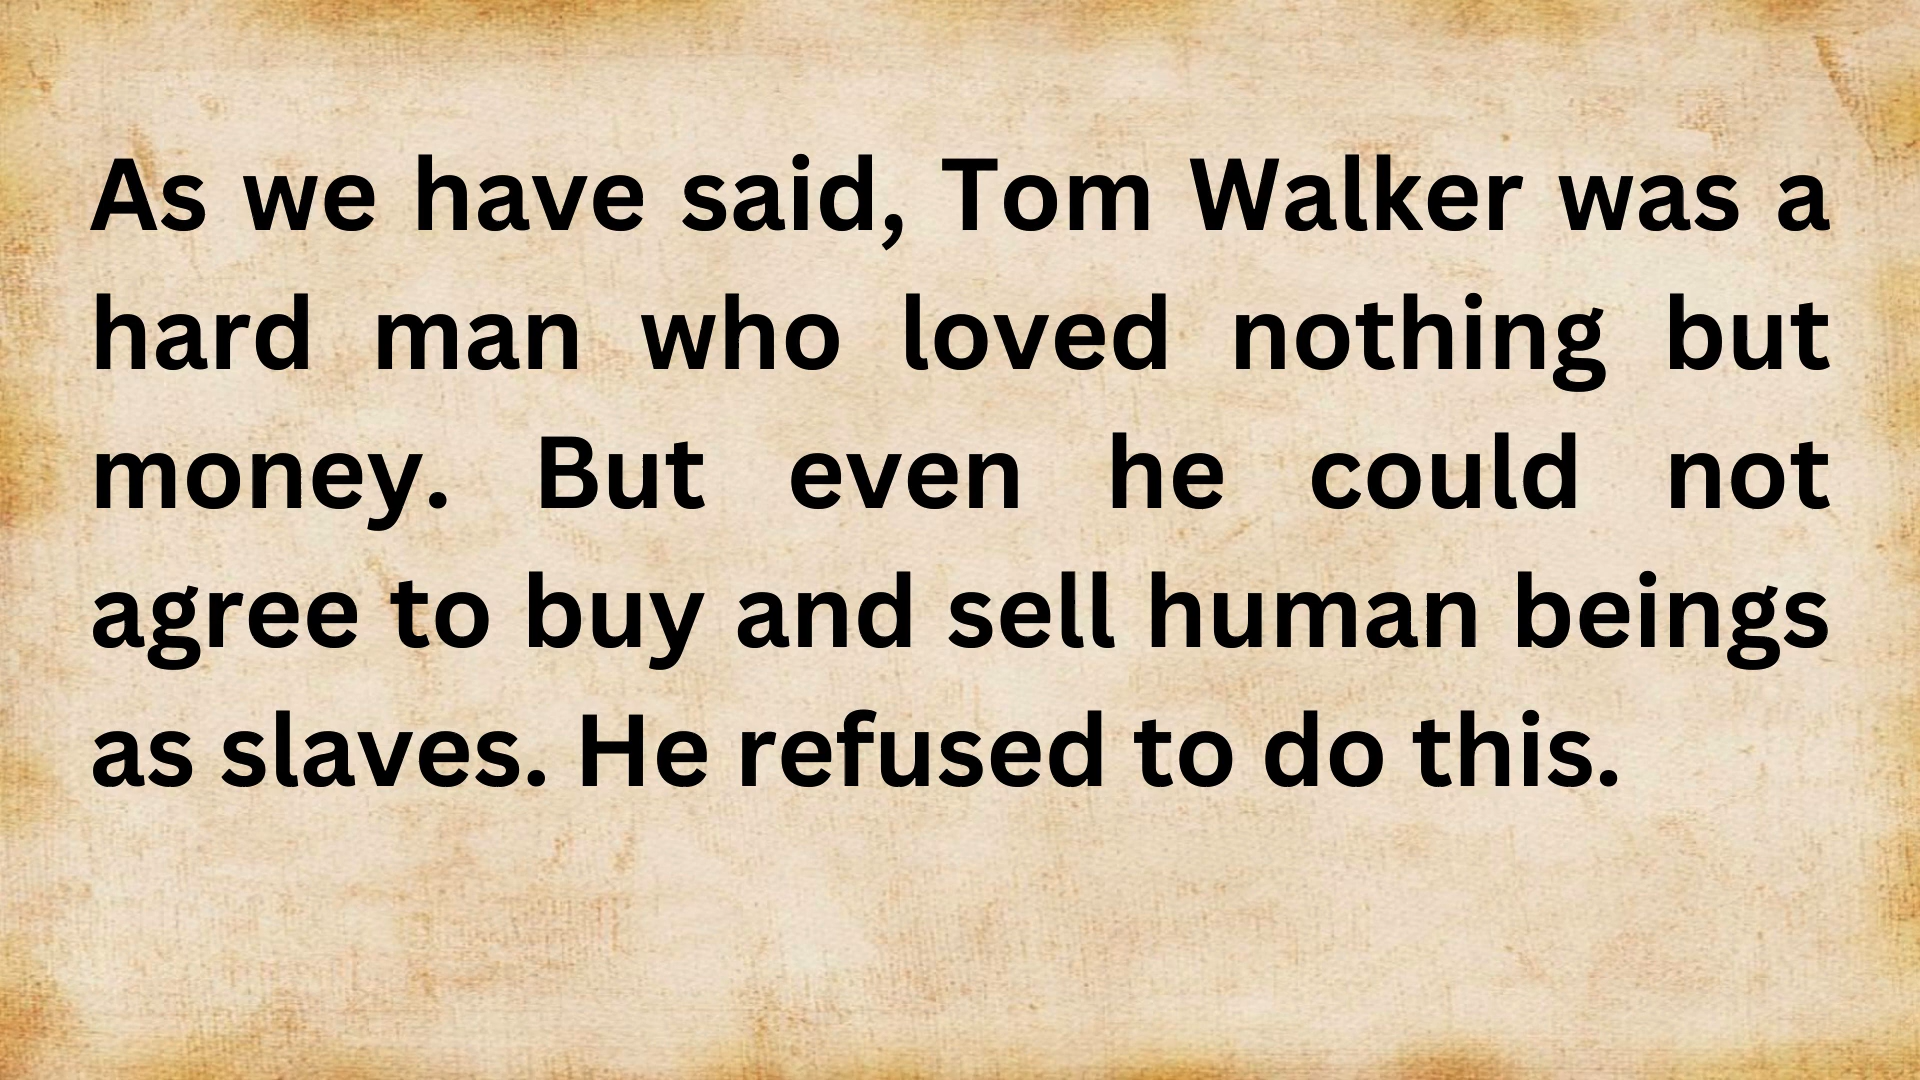 As we have said, Tom Walker was a
hard man who loved nothing but
money. But even he could not
agree to buy and sell human beings
as slaves. He refused to do this.